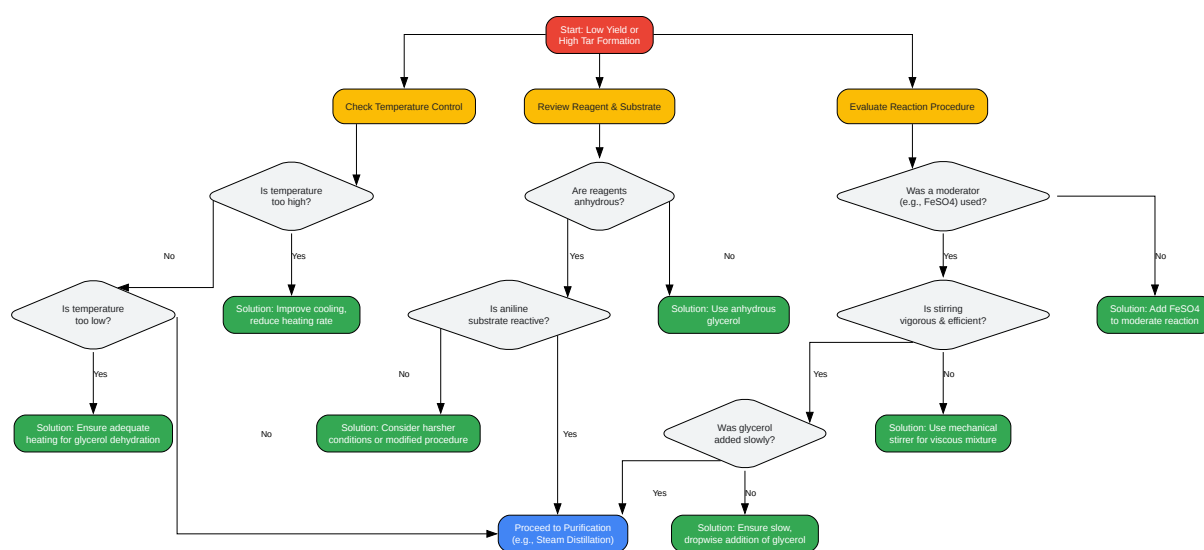 Start: Low Yield or
High Tar Formation
Check Temperature Control
Review Reagent & Substrate
Evaluate Reaction Procedure
Is temperature
too high?
Are reagents
anhydrous?
Was a moderator
(e.g., FeSO4) used?
No
Yes
Yes
No
Yes
No
Is temperature
too low?
Solution: Improve cooling,
reduce heating rate
Is aniline
substrate reactive?
Solution: Use anhydrous
glycerol
Is stirring
vigorous & efficient?
Solution: Add FeSO4
to moderate reaction
Yes
No
Yes
No
Solution: Ensure adequate
heating for glycerol dehydration
No
Solution: Consider harsher
conditions or modified procedure
Yes
Was glycerol
added slowly?
Solution: Use mechanical
stirrer for viscous mixture
Yes
No
Proceed to Purification
(e.g., Steam Distillation)
Solution: Ensure slow,
dropwise addition of glycerol